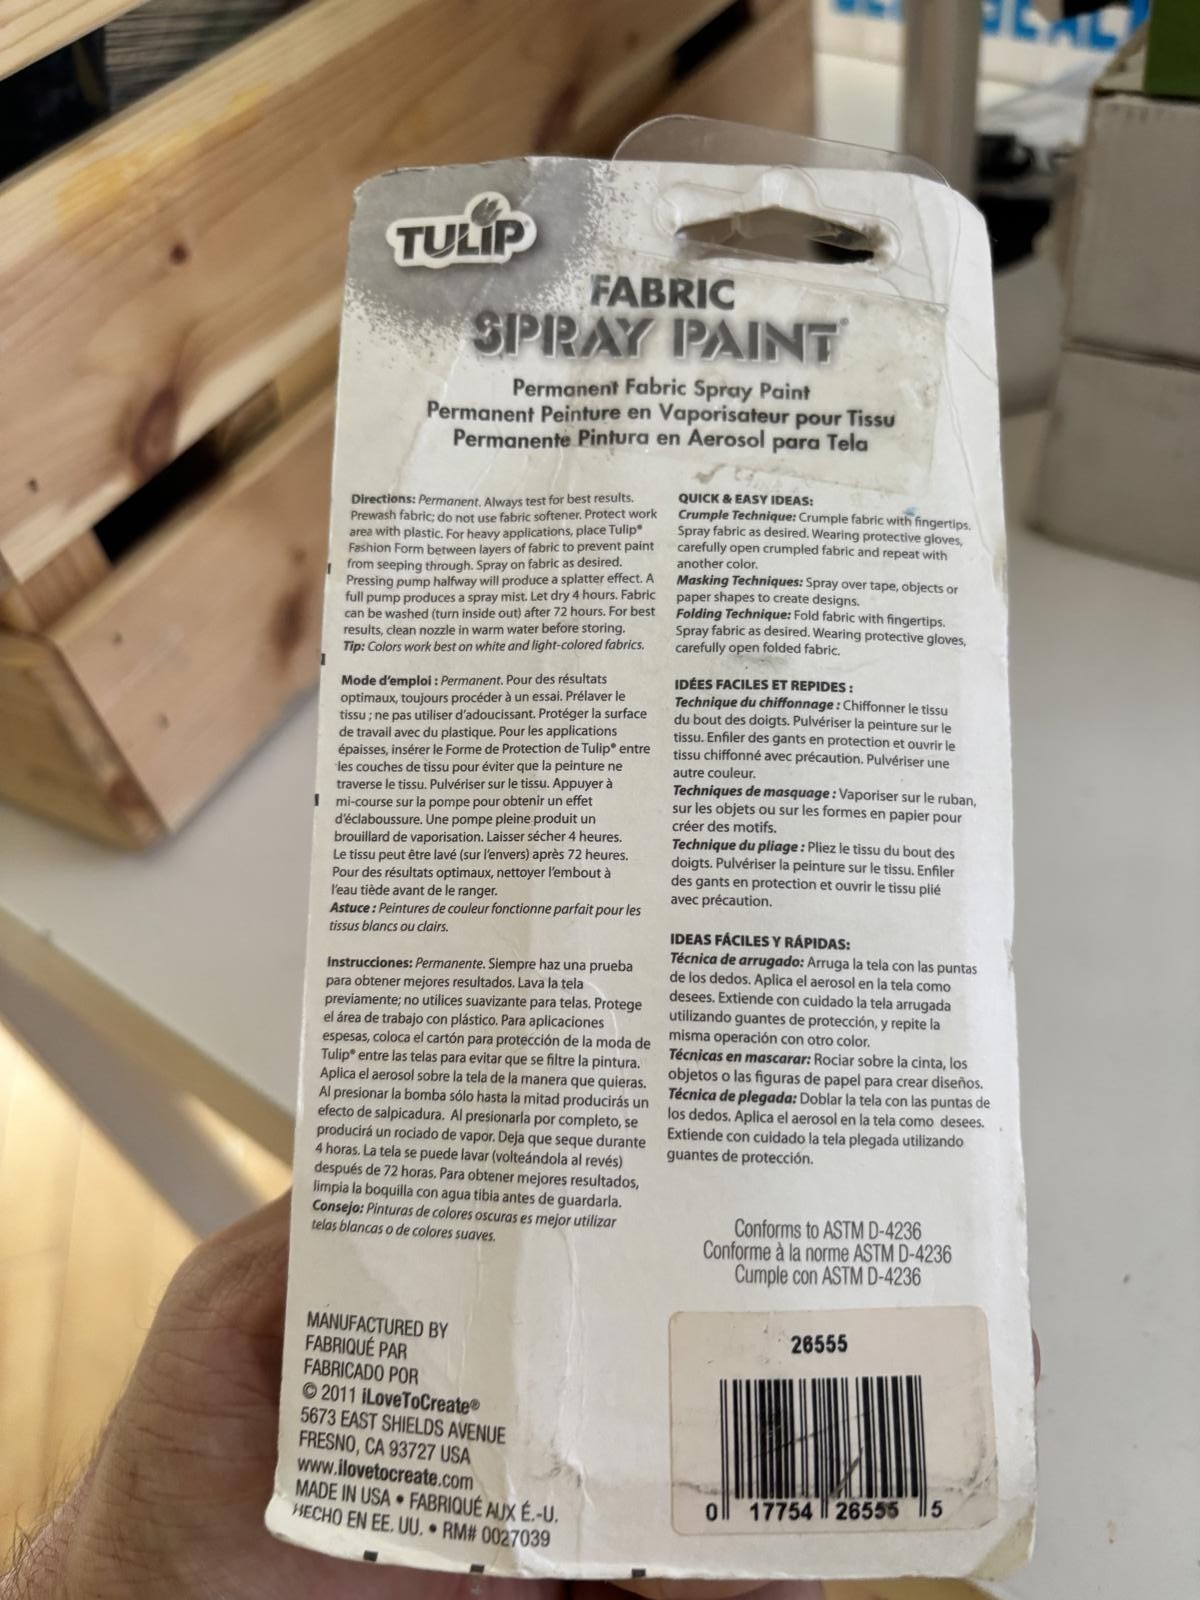 TULIP
FABRIC
SPRAY PAINT®
Permanent Fabric Spray Paint
Permanent Peinture en Vaporisateur pour Tissu
Permanente Pintura en Aerosol para Tela
Directions: Permanent. Always test for best results.
Prewash fabric; do not use fabric softener. Protect work
area with plastic. For heavy applications, place Tulip®
Fashion Form between layers of fabric to prevent paint
from seeping through. Spray on fabric as desired.
Pressing pump halfway will produce a splatter effect. A
full pump produces a spray mist. Let dry 4 hours. Fabric
can be washed (turn inside out) after 72 hours. For best
results, clean nozzle in warm water before storing.
Tip: Colors work best on white and light-colored fabrics.
Mode d'emploi : Permanent. Pour des résultats
optimaux, toujours procéder à un essai. Prélaver le
tissu ; ne pas utiliser d'adoucissant. Protéger la surface
de travail avec du plastique. Pour les applications
épaisses, insérer le Forme de Protection de Tulip® entre
les couches de tissu pour éviter que la peinture ne
traverse le tissu. Pulvériser sur le tissu. Appuyer à
mi-course sur la pompe pour obtenir un effet
d'éclaboussure. Une pompe pleine produit un
brouillard de vaporisation. Laisser sécher 4 heures.
Le tissu peut être lavé (sur l'envers) après 72 heures.
Pour des résultats optimaux, nettoyer l'embout à
l'eau tiède avant de le ranger.
Astuce : Peintures de couleur fonctionne parfait pour les
tissus blancs ou clairs.
Instrucciones: Permanente. Siempre haz una prueba
para obtener mejores resultados. Lava la tela
previamente; no utilices suavizante para telas. Protege
el área de trabajo con plástico. Para aplicaciones
espesas, coloca el cartón para protección de la moda de
Tulip® entre las telas para evitar que se filtre la pintura.
Aplica el aerosol sobre la tela de la manera que quieras.
Al presionar la bomba sólo hasta la mitad producirás un
efecto de salpicadura. Al presionarla por completo, se
producirá un rociado de vapor. Deja que seque durante
4 horas. La tela se puede lavar (volteándola al revés)
después de 72 horas. Para obtener mejores resultados,
limpia la boquilla con agua tibia antes de guardarla.
Consejo: Pinturas de colores oscuras es mejor utilizar
telas blancas o de colores suaves.
QUICK & EASY IDEAS:
Crumple Technique: Crumple fabric with fingertips.
Spray fabric as desired. Wearing protective gloves,
carefully open crumpled fabric and repeat with
another color.
Masking Techniques: Spray over tape, objects or
paper shapes to create designs.
Folding Technique: Fold fabric with fingertips.
Spray fabric as desired. Wearing protective gloves,
carefully open folded fabric.
IDÉES FACILES ET REPIDES :
Technique du chiffonnage : Chiffonner le tissu
du bout des doigts. Pulvériser la peinture sur le
tissu. Enfiler des gants en protection et ouvrir le
tissu chiffonné avec précaution. Pulvériser une
autre couleur.
Techniques de masquage : Vaporiser sur le ruban,
sur les objets ou sur les formes en papier pour
créer des motifs.
Technique du pliage : Pliez le tissu du bout des
doigts. Pulvériser la peinture sur le tissu. Enfiler
des gants en protection et ouvrir le tissu plié
avec précaution.
IDEAS FÁCILES Y RÁPIDAS:
Técnica de arrugado: Arruga la tela con las puntas
de los dedos. Aplica el aerosol en la tela como
desees. Extiende con cuidado la tela arrugada
utilizando guantes de protección, y repite la
misma operación con otro color.
Técnicas en mascarar: Rociar sobre la cinta, los
objetos o las figuras de papel para crear diseños.
Técnica de plegada: Doblar la tela con las puntas de
los dedos. Aplica el aerosol en la tela como desees.
Extiende con cuidado la tela plegada utilizando
guantes de protección.
Conforms to ASTM D-4236
Conforme à la norme ASTM D-4236
Cumple con ASTM D-4236
MANUFACTURED BY
FABRIQUÉ PAR
FABRICADO POR
© 2011 iLoveToCreate®
5673 EAST SHIELDS AVENUE
FRESNO, CA 93727 USA
www.ilovetocreate.com
MADE IN USA • FABRIQUÉ AUX É.-U.
HECHO EN EE. UU. • RM# 0027039
26555
0 17754 26555 5